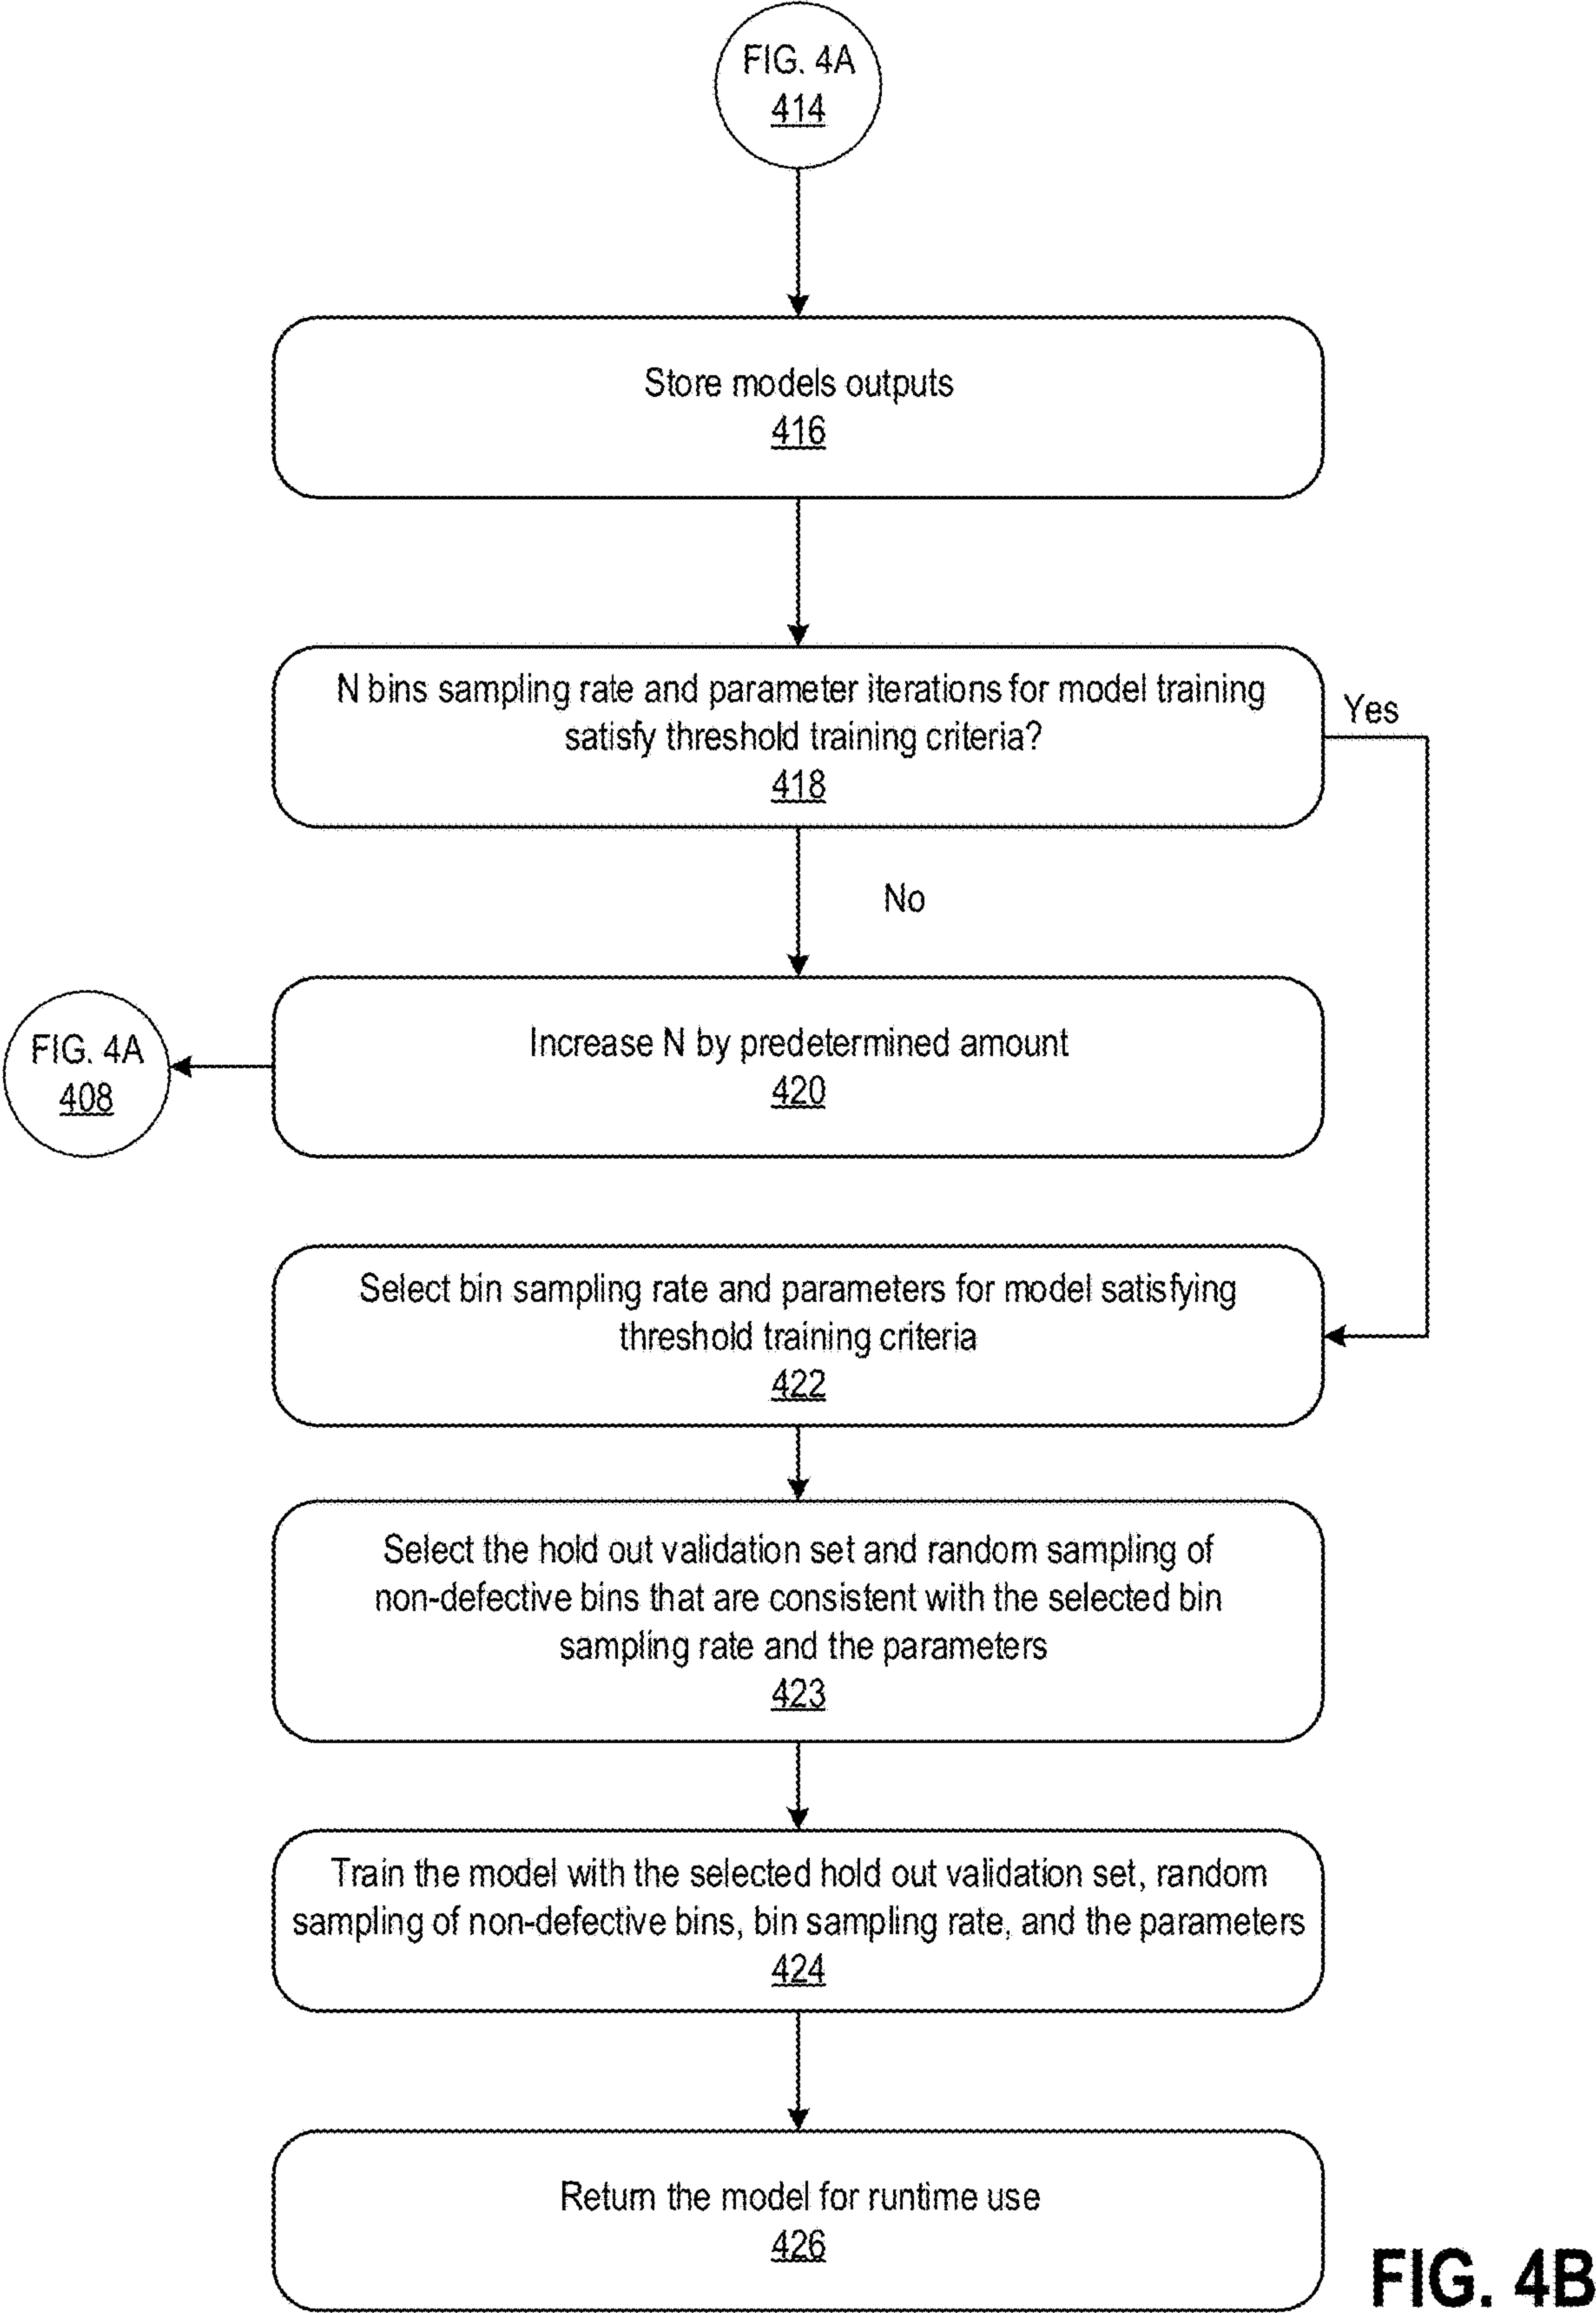 FIG. 4A
414
Store models outputs
416
N bins sampling rate and parameter iterations for model training
satisfy threshold training criteria?
418
Yes
No
Increase N by predetermined amount
420
FIG. 4A
408
Select bin sampling rate and parameters for model satisfying
threshold training criteria
422
Select the hold out validation set and random sampling of
non-defective bins that are consistent with the selected bin
sampling rate and the parameters
423
Train the model with the selected hold out validation set, random
sampling of non-defective bins, bin sampling rate, and the parameters
424
Return the model for runtime use
426
FIG. 4B